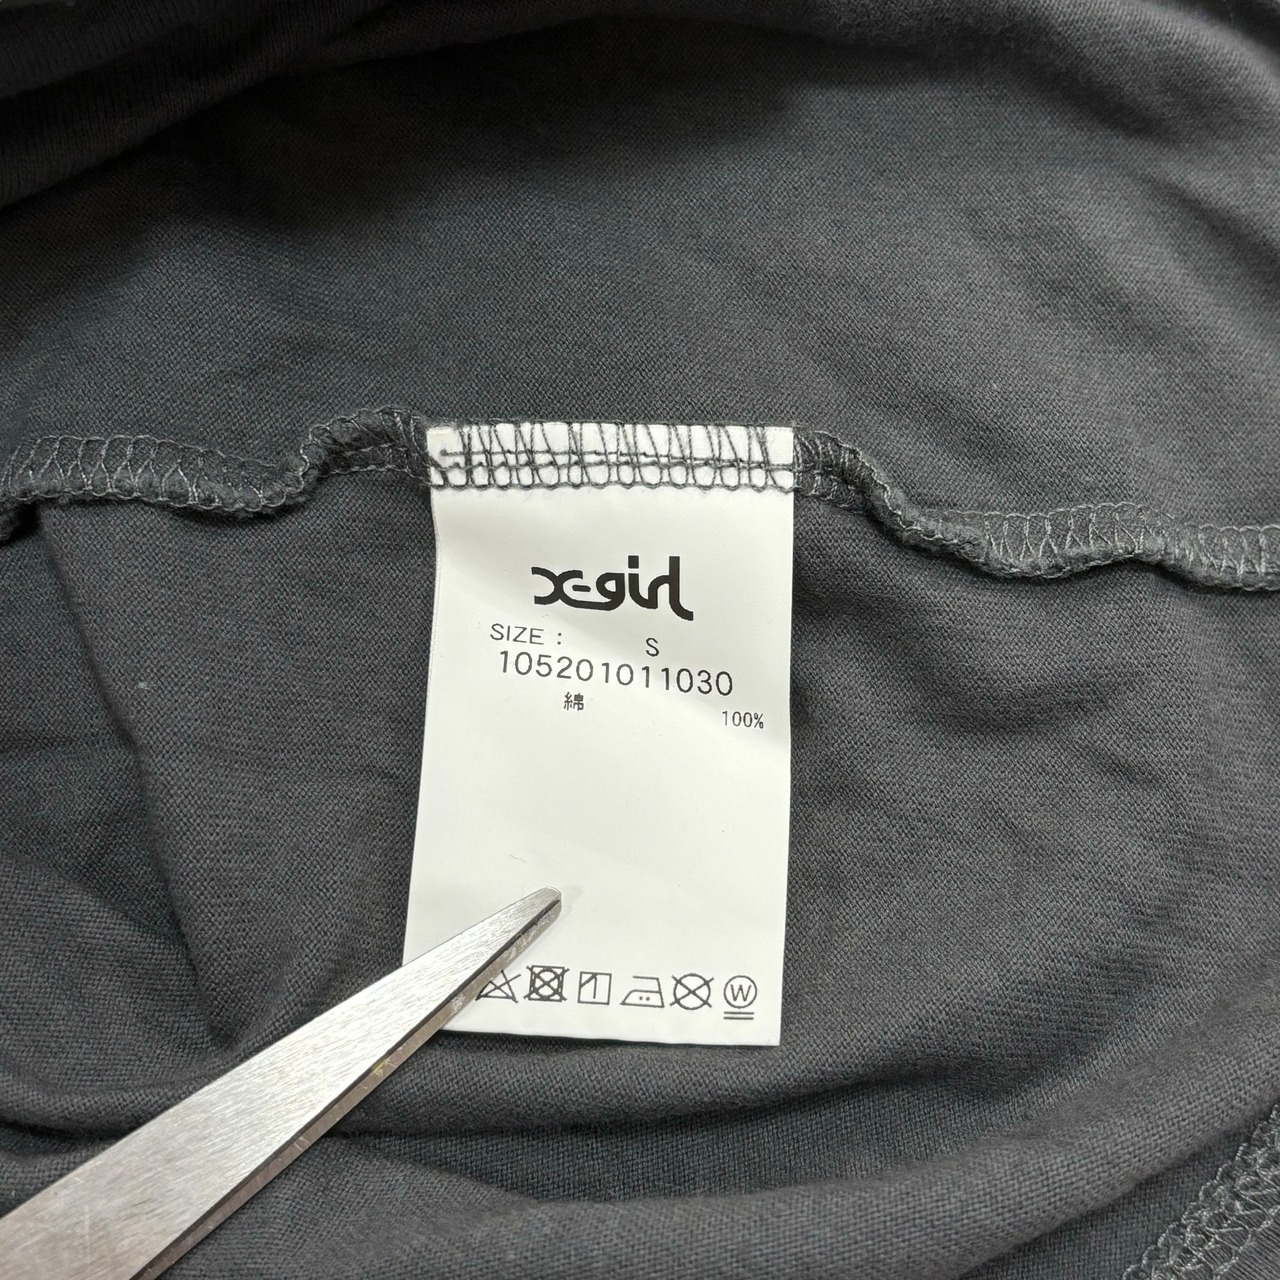 X-girl
SIZE : S
105201011030
綿 100%
W